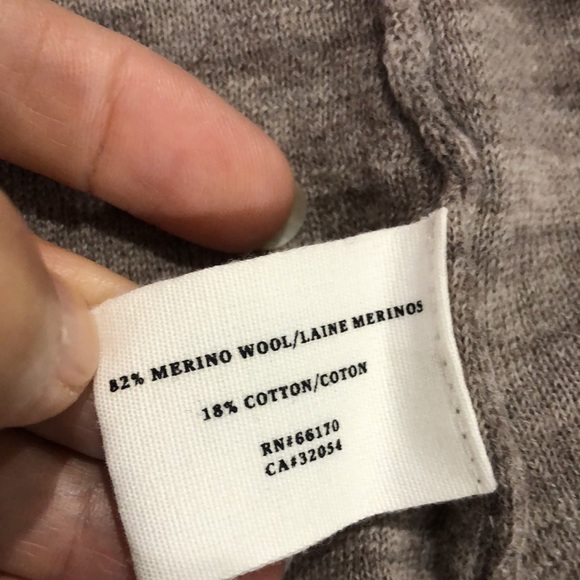 82% MERINO WOOL/LAINE MERINOS
18% COTTON/COTON
RN#66170
CA#32054